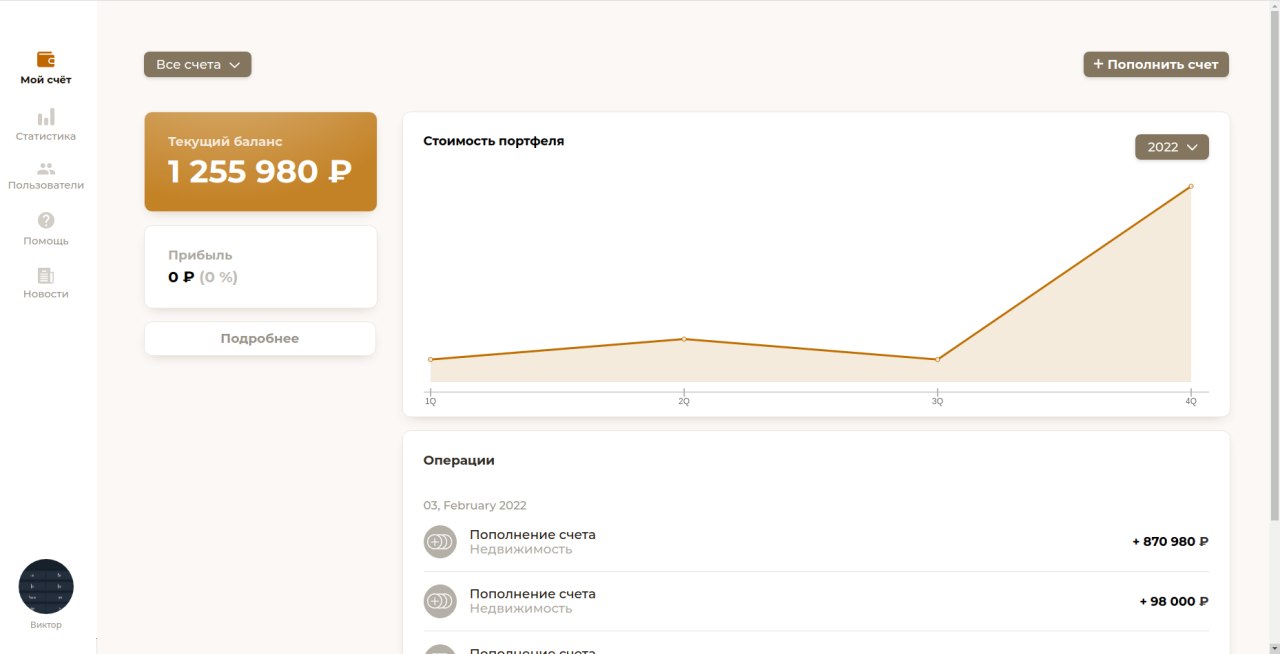 Мой счёт
Статистика
Пользователи
Помощь
Новости
Виктор
Все счета
+ Пополнить счет
Текущий баланс
1 255 980 ₽
Прибыль
0 ₽ (0 %)
Подробнее
Стоимость портфеля
2022
1Q 2Q 3Q 4Q
Операции
03, February 2022
Пополнение счета
Недвижимость
+ 870 980 ₽
Пополнение счета
Недвижимость
+ 98 000 ₽
Пополнение счета